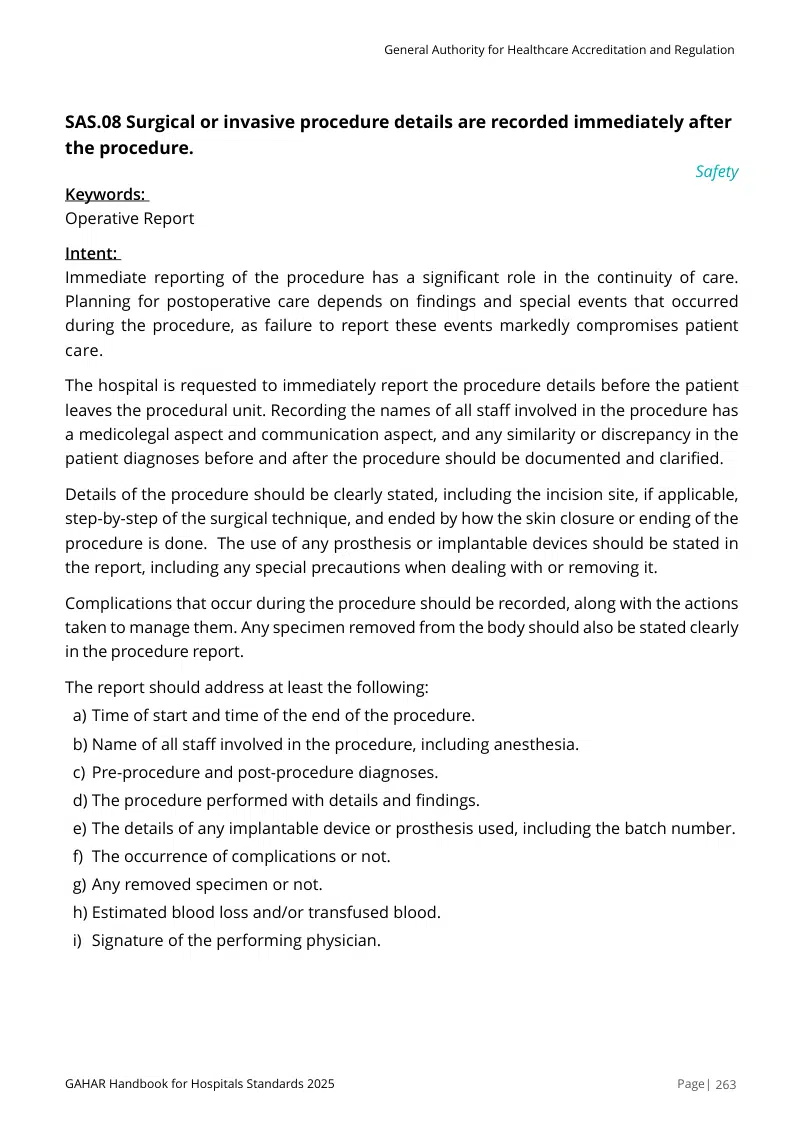 General Authority for Healthcare Accreditation and Regulation
SAS.08 Surgical or invasive procedure details are recorded immediately after
the procedure.
Safety
Keywords:
Operative Report
Intent:
Immediate reporting of the procedure has a significant role in the continuity of care.
Planning for postoperative care depends on findings and special events that occurred
during the procedure, as failure to report these events markedly compromises patient
care.
The hospital is requested to immediately report the procedure details before the patient
leaves the procedural unit. Recording the names of all staff involved in the procedure has
a medicolegal aspect and communication aspect, and any similarity or discrepancy in the
patient diagnoses before and after the procedure should be documented and clarified.
Details of the procedure should be clearly stated, including the incision site, if applicable,
step-by-step of the surgical technique, and ended by how the skin closure or ending of the
procedure is done.  The use of any prosthesis or implantable devices should be stated in
the report, including any special precautions when dealing with or removing it.
Complications that occur during the procedure should be recorded, along with the actions
taken to manage them. Any specimen removed from the body should also be stated clearly
in the procedure report.
The report should address at least the following:
a) Time of start and time of the end of the procedure.
b) Name of all staff involved in the procedure, including anesthesia.
c) Pre-procedure and post-procedure diagnoses.
d) The procedure performed with details and findings.
e) The details of any implantable device or prosthesis used, including the batch number.
f) The occurrence of complications or not.
g) Any removed specimen or not.
h) Estimated blood loss and/or transfused blood.
i) Signature of the performing physician.
GAHAR Handbook for Hospitals Standards 2025
Page| 263